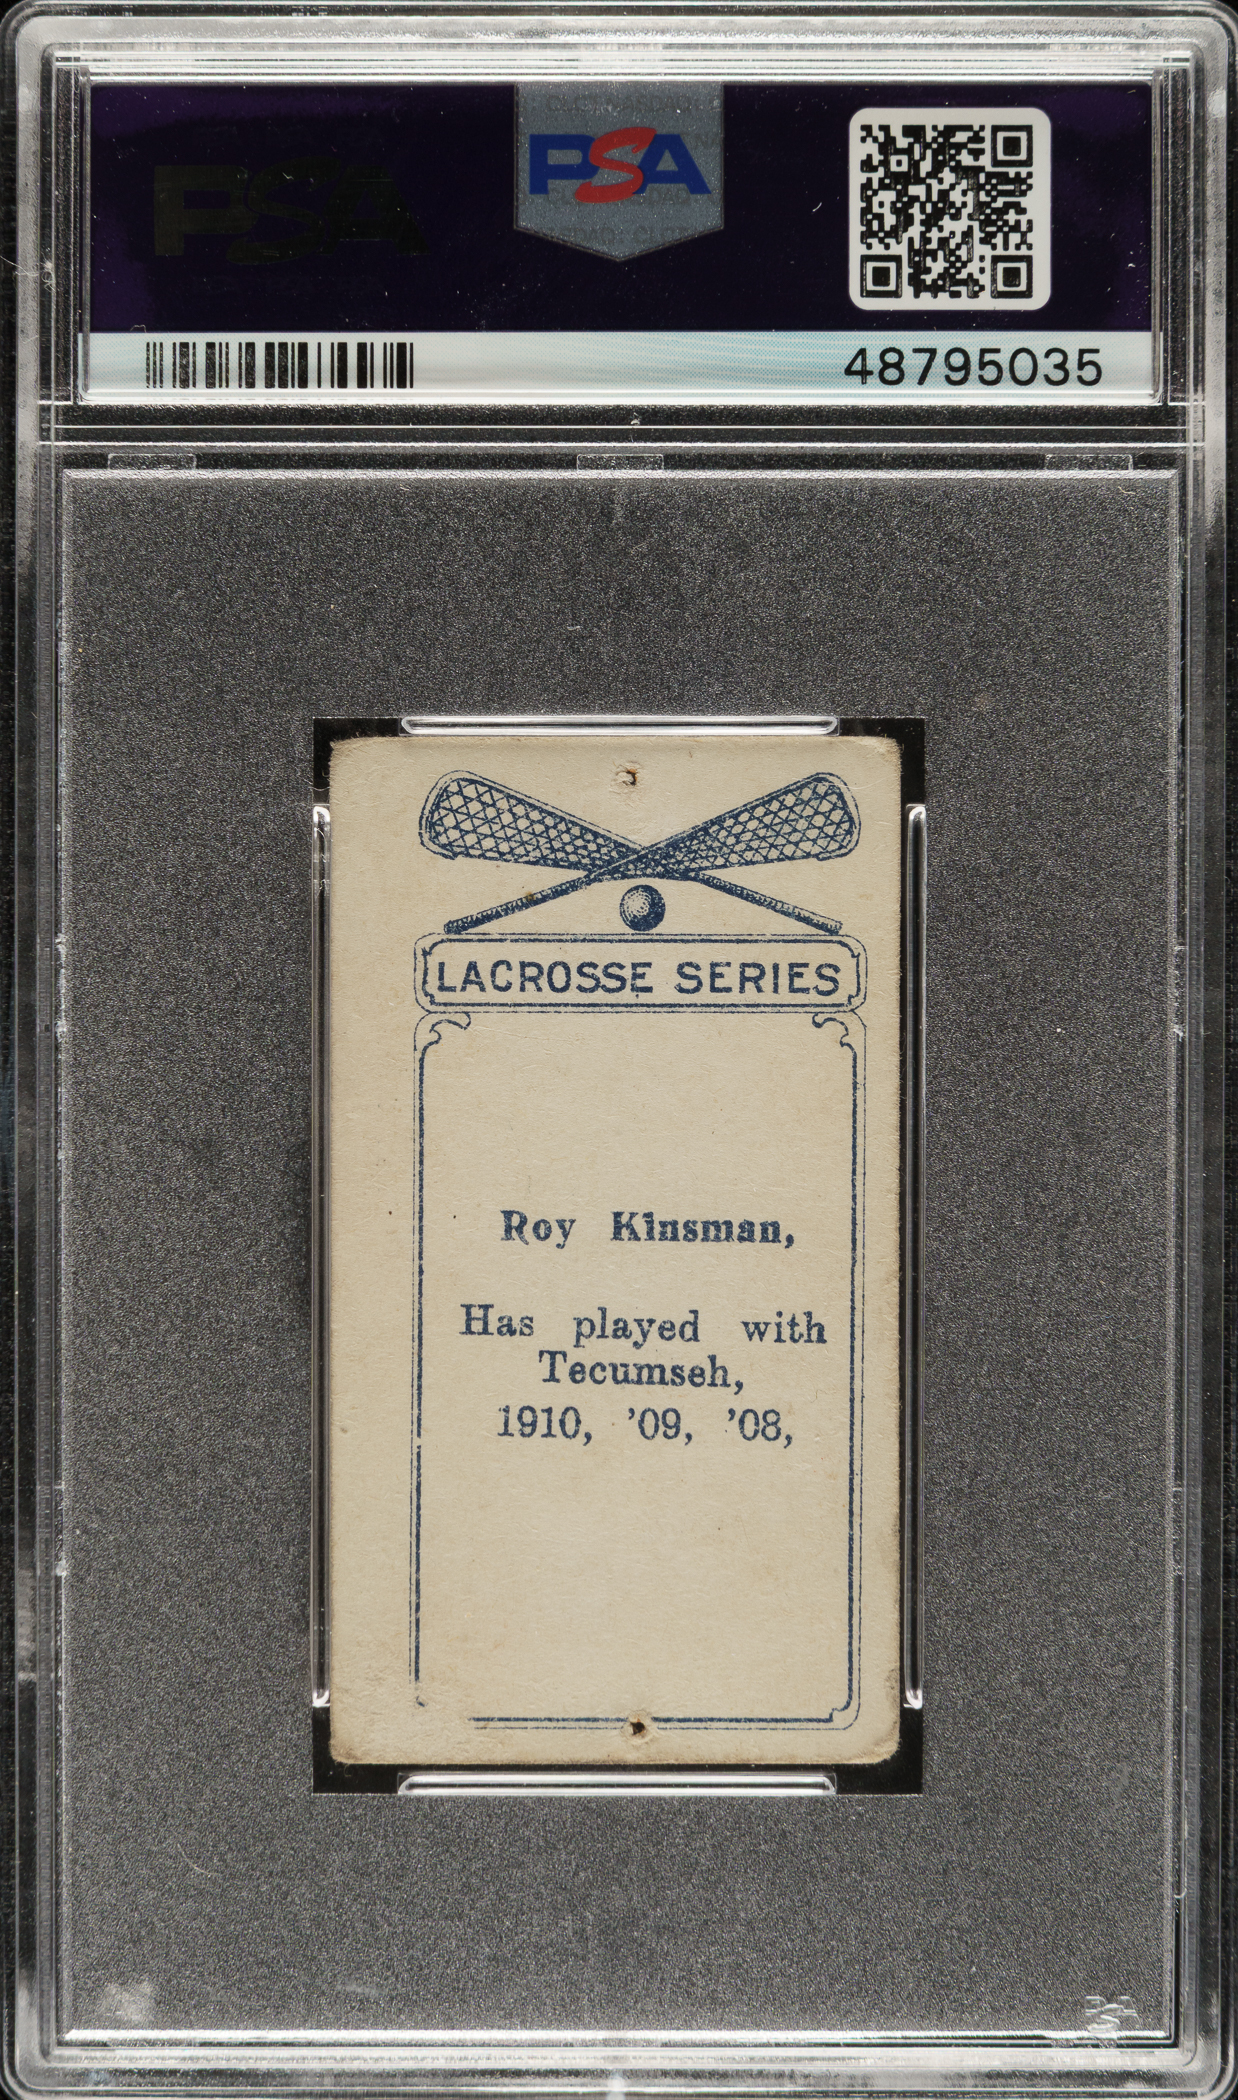 PSA
PSA
48795035
LACROSSE SERIES
Roy Kinsman,
Has played with
Tecumseh,
1910, '09, '08,